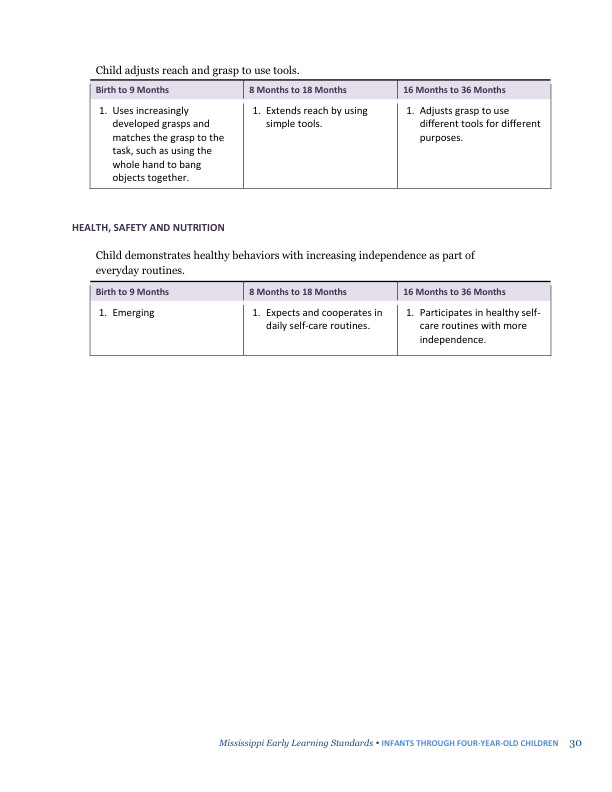 Child adjusts reach and grasp to use tools.
Birth to 9 Months
8 Months to 18 Months
16 Months to 36 Months
1. Uses increasingly
developed grasps and
matches the grasp to the
task, such as using the
whole hand to bang
objects together.
1. Extends reach by using
simple tools.
1. Adjusts grasp to use
different tools for different
purposes.
HEALTH, SAFETY AND NUTRITION
Child demonstrates healthy behaviors with increasing independence as part of
everyday routines.
Birth to 9 Months
8 Months to 18 Months
16 Months to 36 Months
1. Emerging
1. Expects and cooperates in
daily self-care routines.
1. Participates in healthy self-
care routines with more
independence.
Mississippi Early Learning Standards • INFANTS THROUGH FOUR-YEAR-OLD CHILDREN 30